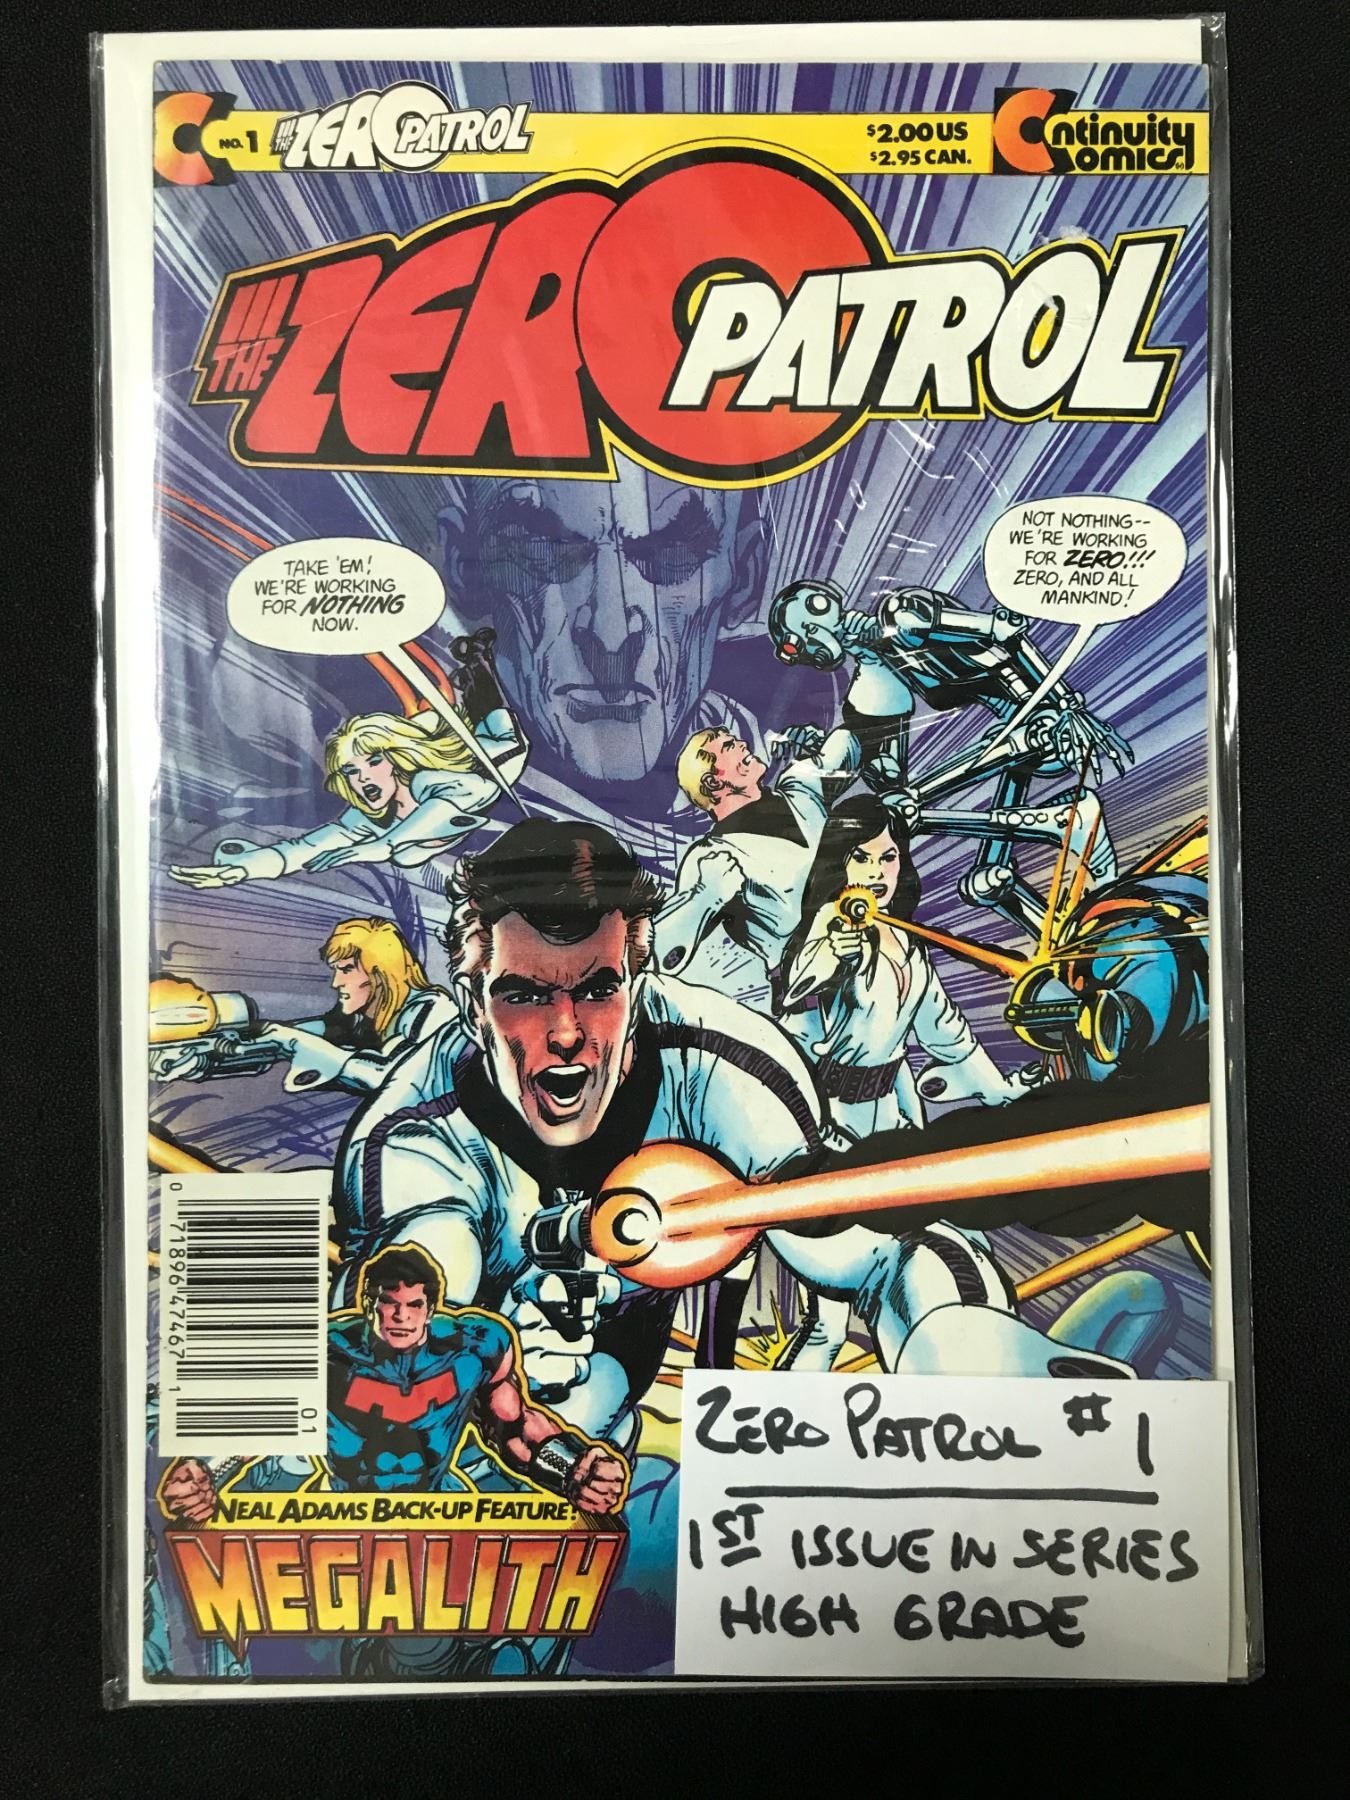 NO. 1 THE ZERO PATROL
$2.00 US
$2.95 CAN.
Continuity
Comics
THE ZERO PATROL
TAKE 'EM!
WE'RE WORKING
FOR NOTHING
NOW.
NOT NOTHING--
WE'RE WORKING
FOR ZERO!!!
ZERO, AND ALL
MANKIND!
0 71896 47467 1
01
NEAL ADAMS BACK-UP FEATURE!
MEGALITH
ZERO PATROL #1
1ST ISSUE IN SERIES
HIGH GRADE